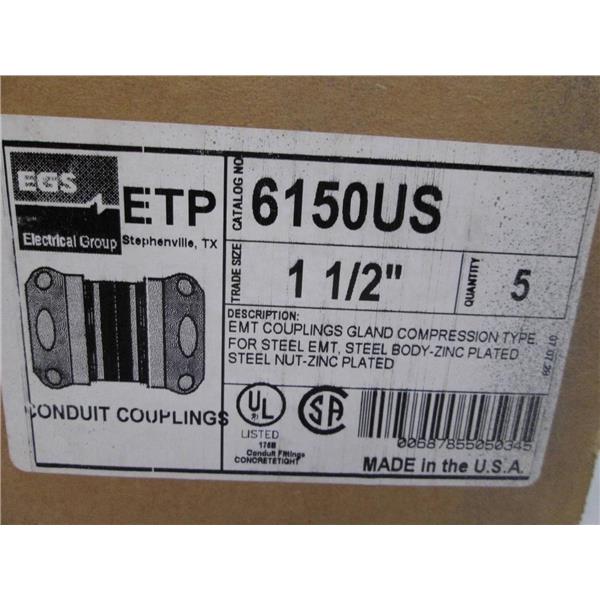 EGS
Electrical Group
ETP
Stephenville, TX
CATALOG NO
6150US
TRADE SIZE
1 1/2"
QUANTITY
5
DESCRIPTION:
EMT COUPLINGS GLAND COMPRESSION TYPE
FOR STEEL EMT, STEEL BODY-ZINC PLATED
STEEL NUT-ZINC PLATED
CONDUIT COUPLINGS
UL
LISTED
Conduit Fittings
CONCRETETIGHT
SA
00687855050345
MADE in the U.S.A.